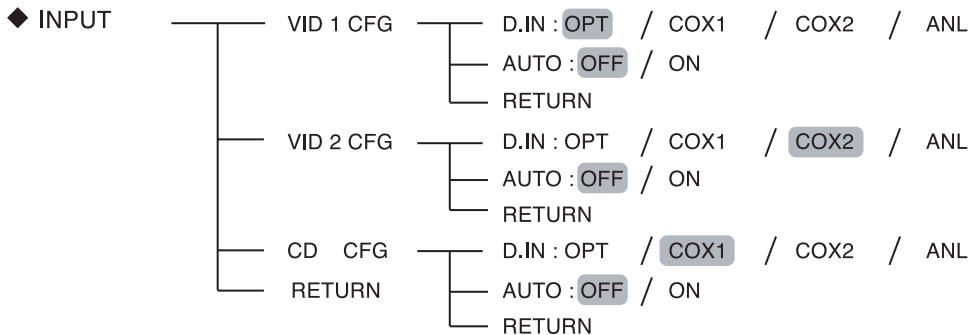 ◆ INPUT VID 1 CFG D.IN : OPT / COX1 / COX2 / ANL
AUTO : OFF / ON
RETURN
VID 2 CFG D.IN : OPT / COX1 / COX2 / ANL
AUTO : OFF / ON
RETURN
CD CFG D.IN : OPT / COX1 / COX2 / ANL
RETURN AUTO : OFF / ON
RETURN